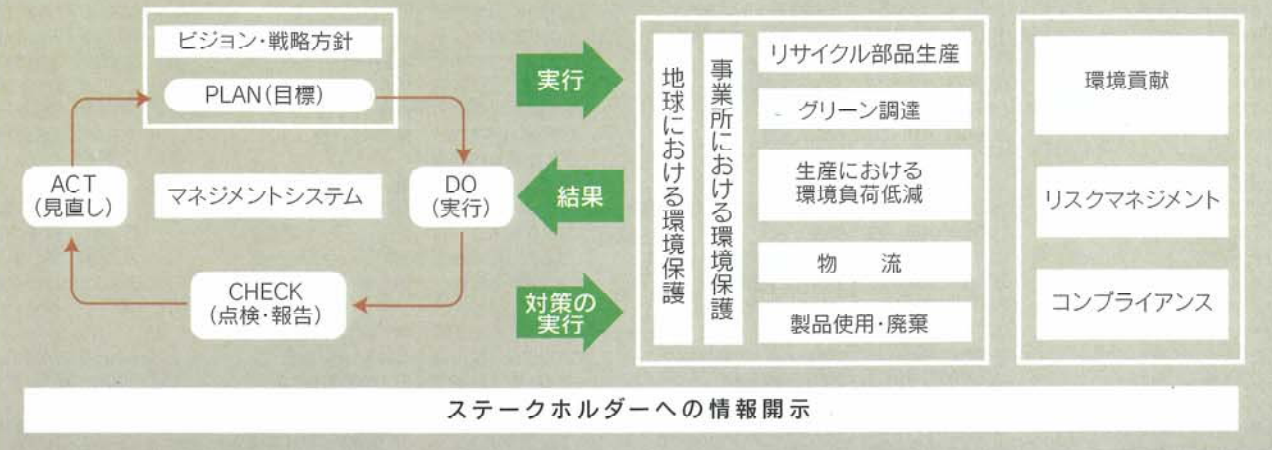 ビジョン・戦略方針
PLAN(目標)
ACT
(見直し)
マネジメントシステム
DO
(実行)
CHECK
(点検・報告)
実行
結果
対策の
実行
地球における環境保護
事業所における環境保護
リサイクル部品生産
グリーン調達
生産における
環境負荷低減
物　流
製品使用・廃棄
環境貢献
リスクマネジメント
コンプライアンス
ステークホルダーへの情報開示